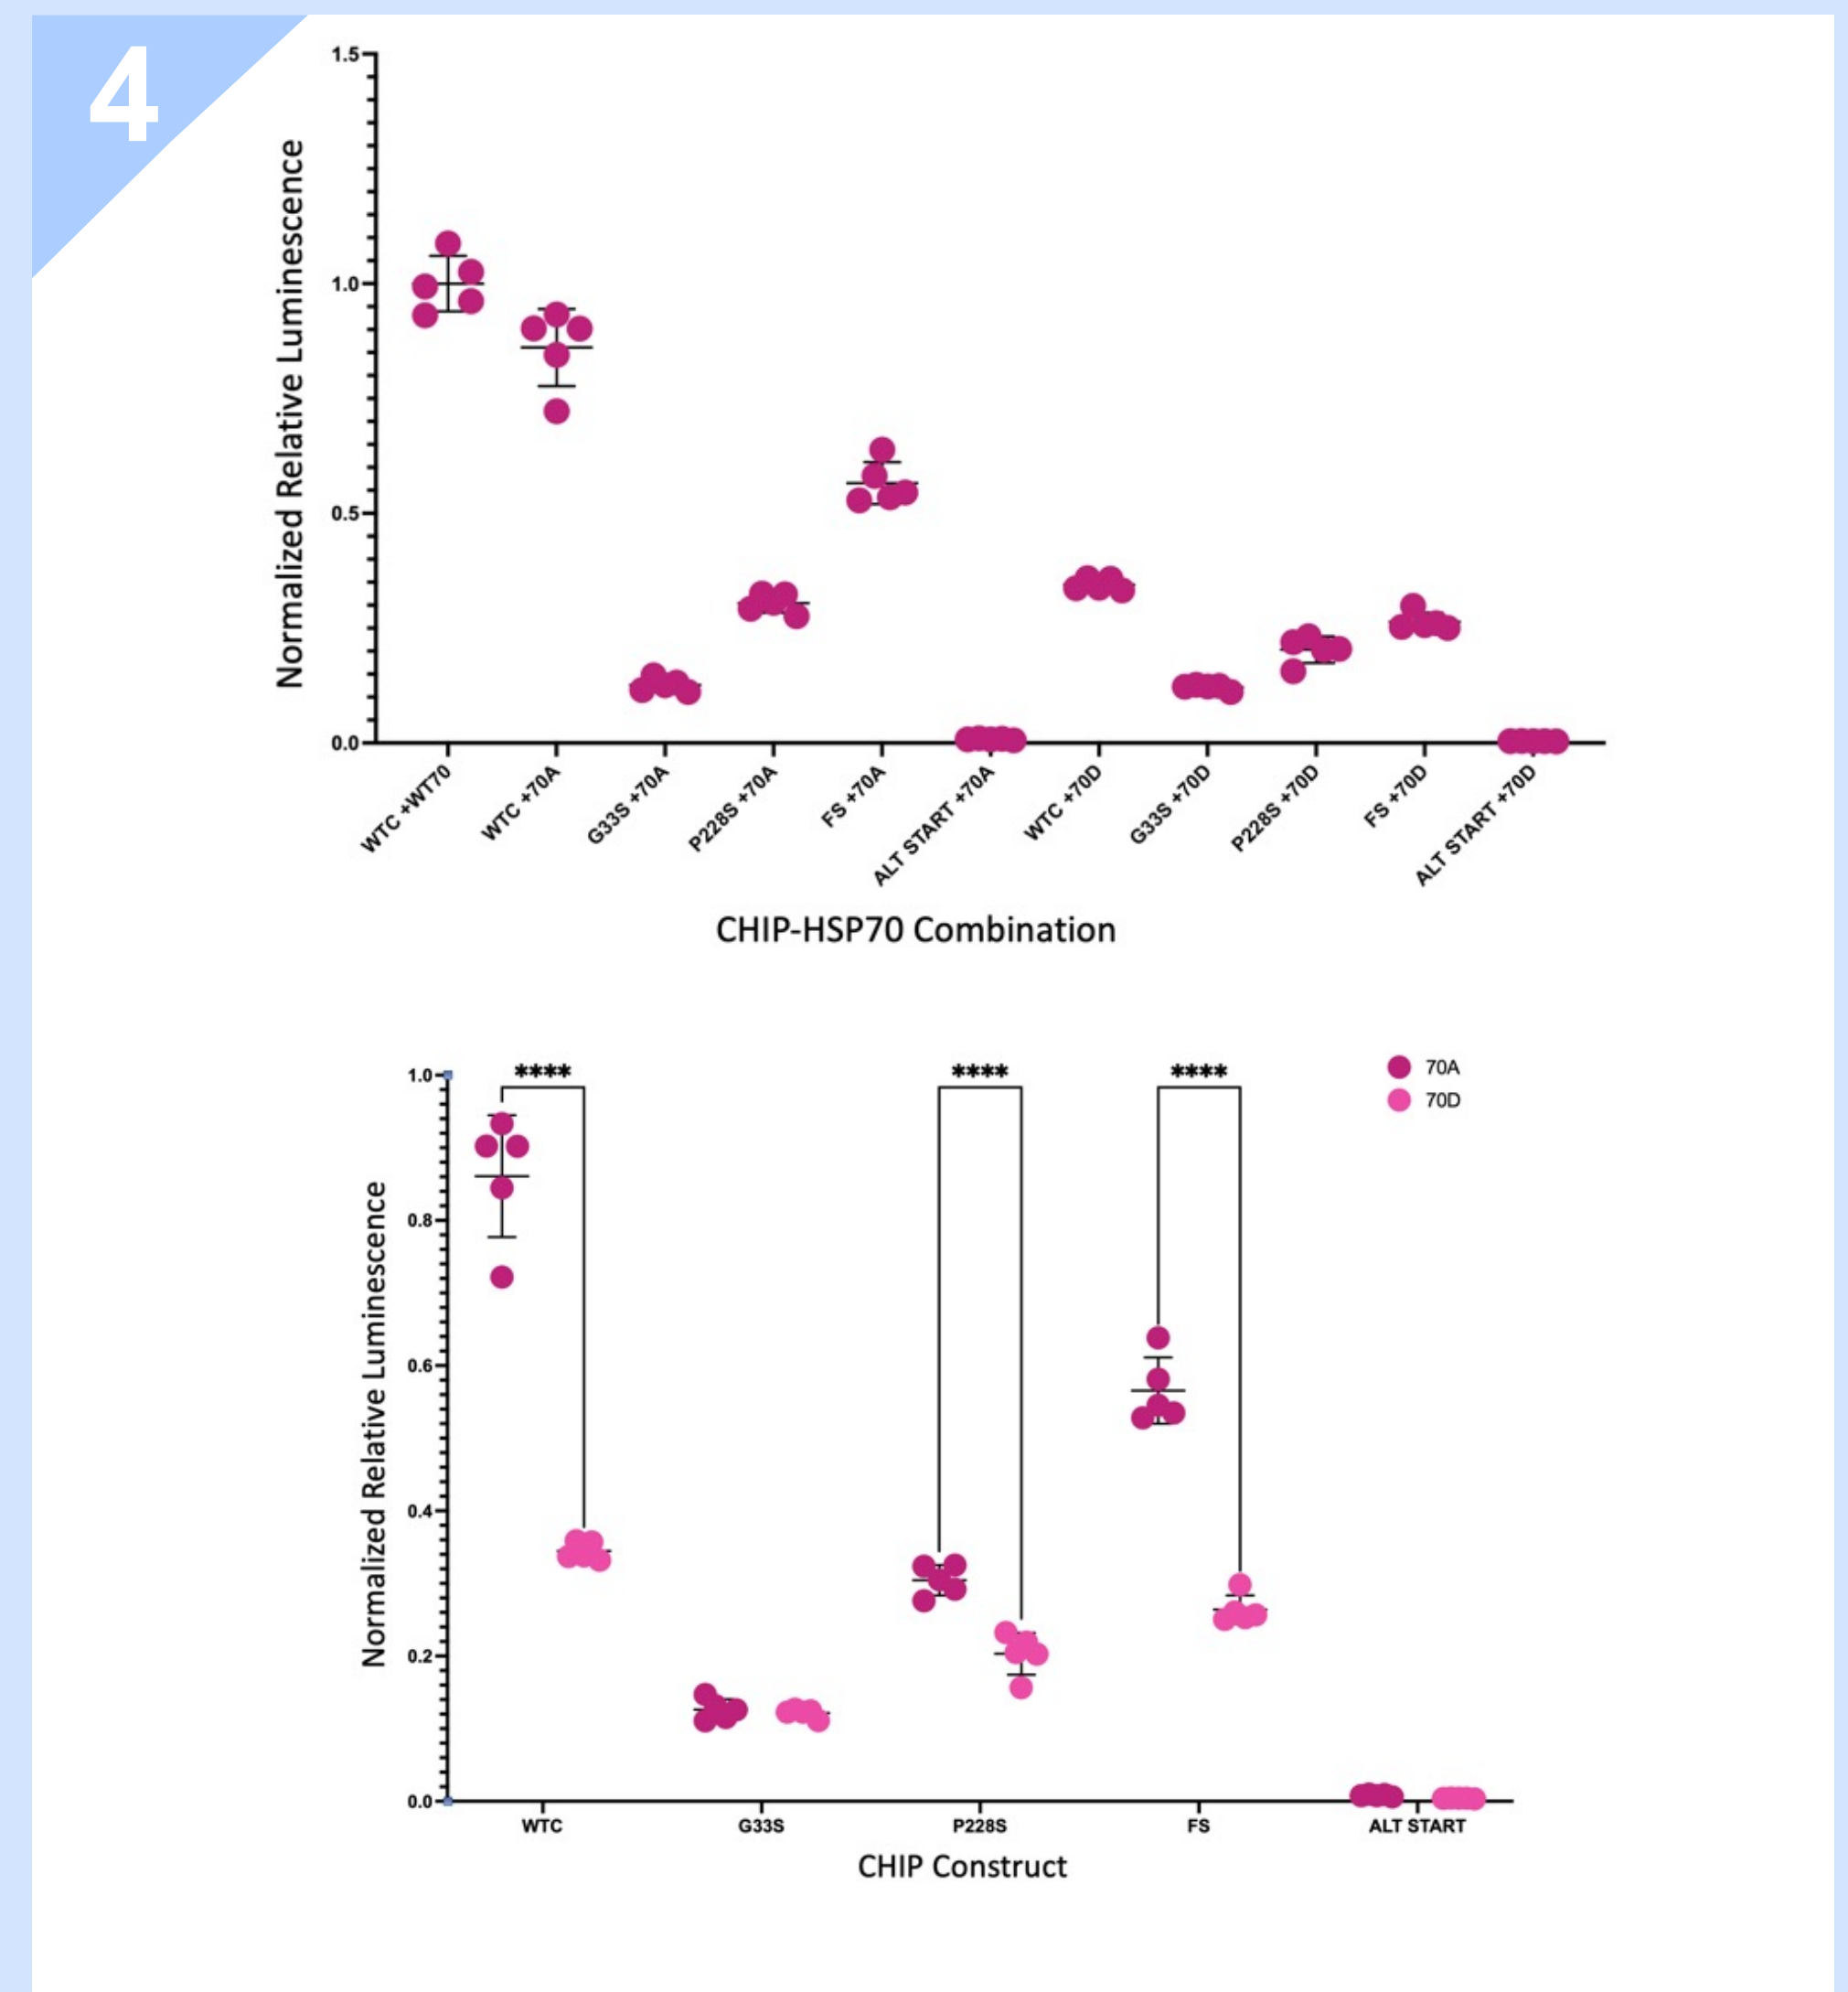 4
Normalized Relative Luminescence
1.5
1.0
0.5
0.0
WTC +WT70
WTC +70A
G33S +70A
P228S +70A
FS +70A
ALT START +70A
WTC +70D
G33S +70D
P228S +70D
FS +70D
ALT START +70D
CHIP-HSP70 Combination
Normalized Relative Luminescence
1.0
0.8
0.6
0.4
0.2
0.0
****
****
****
70A
70D
WTC
G33S
P228S
FS
ALT START
CHIP Construct